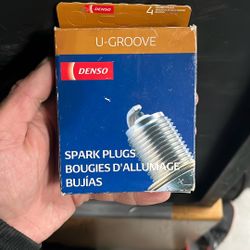 4
DENSO
U-GROOVE
DENSO
SPARK PLUGS
BOUGIES D'ALLUMAGE
BUJÍAS